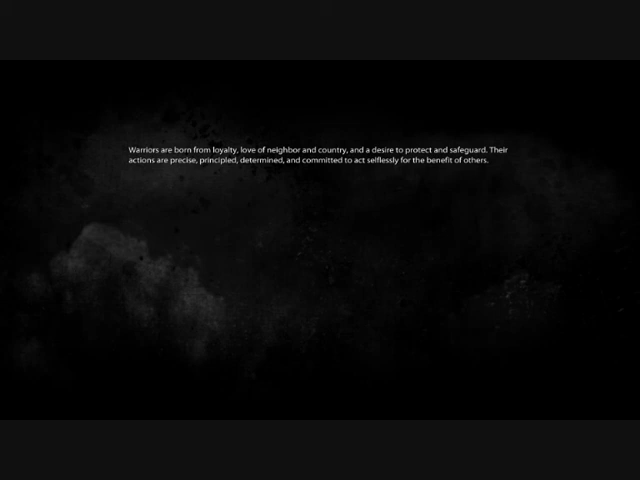 Warriors are born from loyalty, love of neighbor and country, and a desire to protect and safeguard. Their
actions are precise, principled, determined, and committed to act selflessly for the benefit of others.